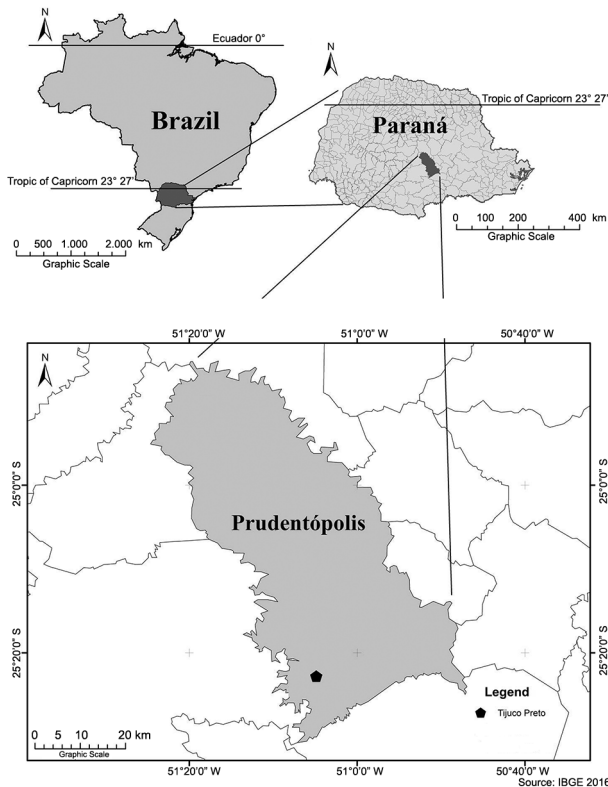 N
Ecuador 0°
Brazil
Tropic of Capricorn 23° 27'
0 500 1.000 2.000 km
Graphic Scale
N
Tropic of Capricorn 23° 27'
Paraná
0 100 200 400 km
Graphic Scale
51°20'0" W 51°0'0" W 50°40'0" W
N
25°0'0" S 25°0'0" S
Prudentópolis
25°20'0" S 25°20'0" S
Legend
Tijuco Preto
0 5 10 20 km
Graphic Scale
51°20'0" W 51°0'0" W 50°40'0" W
Source: IBGE 2016